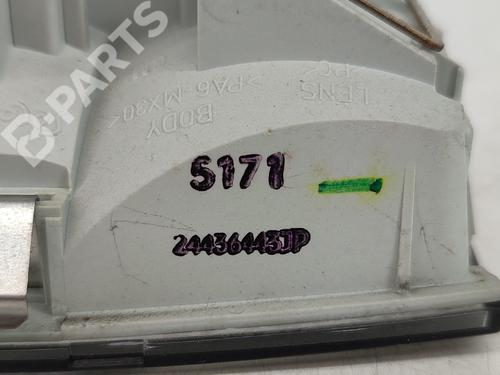 B-PARTS
LENS
>PC<
BODY
>PA6 MX30<
5171
24436443JP